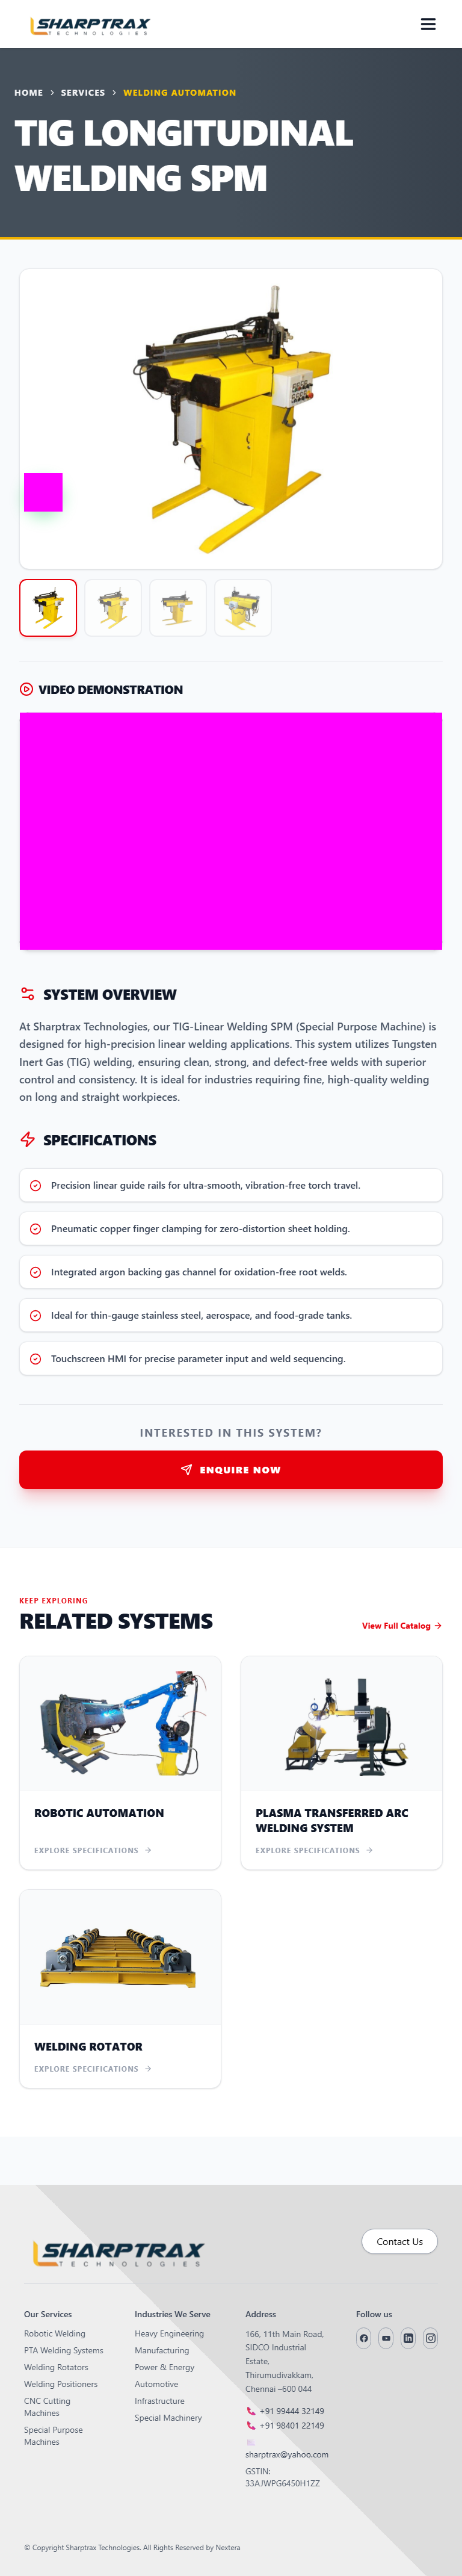 SHARPTRAX
TECHNOLOGIES
HOME > SERVICES > WELDING AUTOMATION
TIG LONGITUDINAL
WELDING SPM
VIDEO DEMONSTRATION
SYSTEM OVERVIEW
At Sharptrax Technologies, our TIG-Linear Welding SPM (Special Purpose Machine) is
designed for high-precision linear welding applications. This system utilizes Tungsten
Inert Gas (TIG) welding, ensuring clean, strong, and defect-free welds with superior
control and consistency. It is ideal for industries requiring fine, high-quality welding
on long and straight workpieces.
SPECIFICATIONS
Precision linear guide rails for ultra-smooth, vibration-free torch travel.
Pneumatic copper finger clamping for zero-distortion sheet holding.
Integrated argon backing gas channel for oxidation-free root welds.
Ideal for thin-gauge stainless steel, aerospace, and food-grade tanks.
Touchscreen HMI for precise parameter input and weld sequencing.
INTERESTED IN THIS SYSTEM?
ENQUIRE NOW
KEEP EXPLORING
RELATED SYSTEMS
View Full Catalog →
ROBOTIC AUTOMATION
EXPLORE SPECIFICATIONS →
PLASMA TRANSFERRED ARC
WELDING SYSTEM
EXPLORE SPECIFICATIONS →
WELDING ROTATOR
EXPLORE SPECIFICATIONS →
SHARPTRAX
TECHNOLOGIES
Contact Us
Our Services
Robotic Welding
PTA Welding Systems
Welding Rotators
Welding Positioners
CNC Cutting
Machines
Special Purpose
Machines
Industries We Serve
Heavy Engineering
Manufacturing
Power & Energy
Automotive
Infrastructure
Special Machinery
Address
166, 11th Main Road,
SIDCO Industrial
Estate,
Thirumudivakkam,
Chennai –600 044
+91 99444 32149
+91 98401 22149
sharptrax@yahoo.com
GSTIN:
33AJWPG6450H1ZZ
Follow us
© Copyright Sharptrax Technologies. All Rights Reserved by Nextera